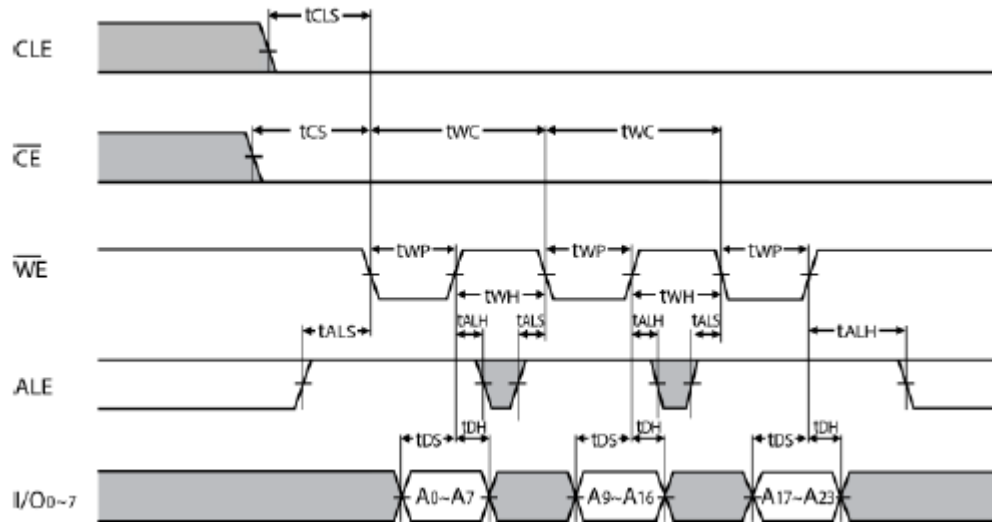 tCLS
CLE
tCS tWC tWC
CE
tWP tWP tWP
WE
tWH tWH
tALS tALH tALS tALH tALS tALH
ALE
tDS tDH tDS tDH tDS tDH
I/O0~7 A0~A7 A9~A16 A17~A23